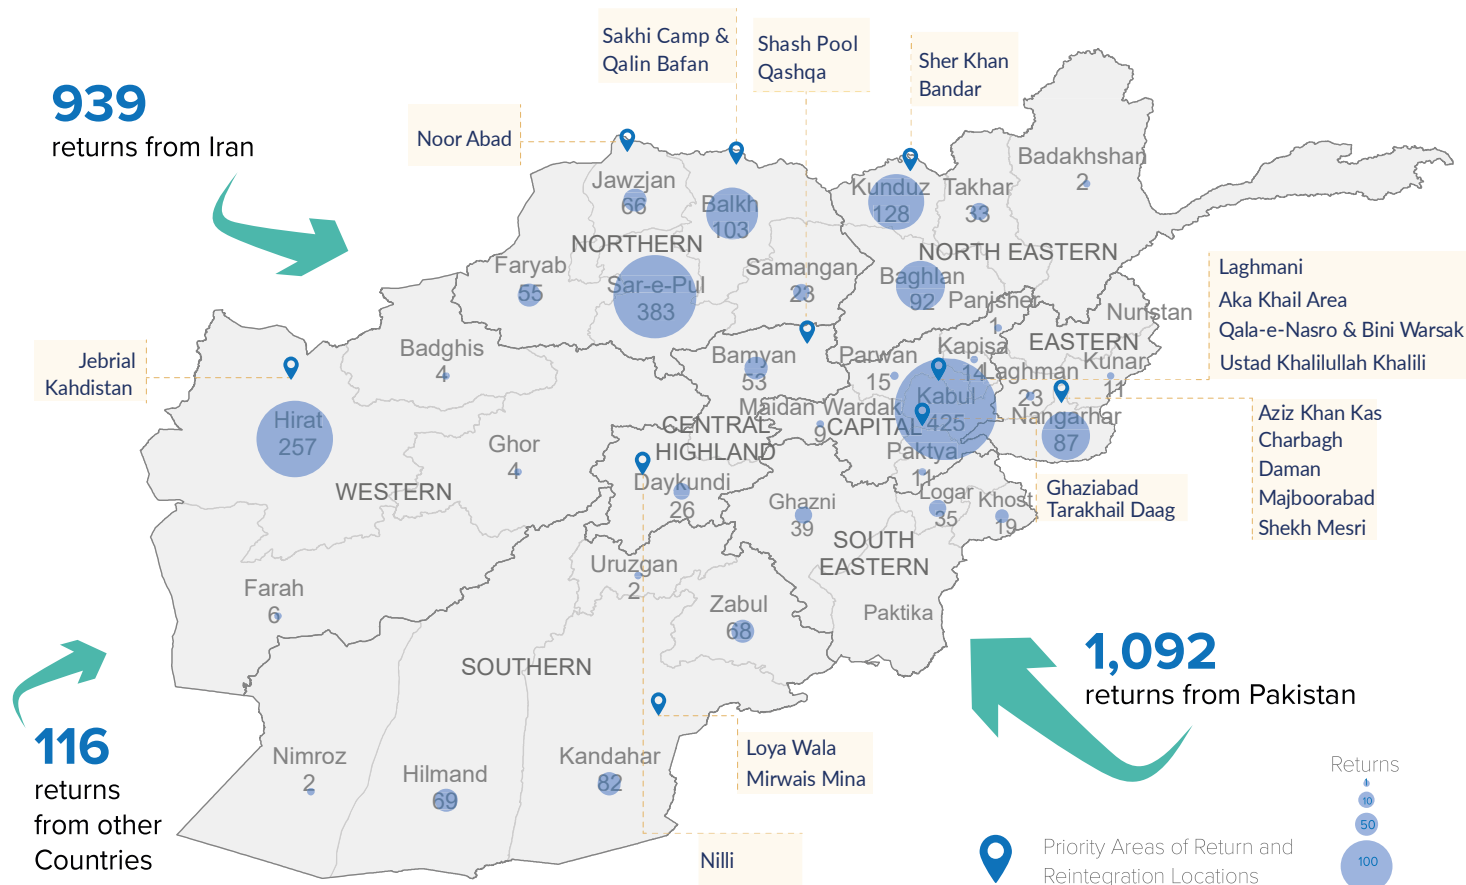 Sakhi Camp &
Qalin Bafan
Shash Pool
Qashqa
Sher Khan
Bandar
939
returns from Iran
Noor Abad
Badakhshan
2
Jawzjan
66
Balkh
103
Kunduz
128
Takhar
33
NORTHERN
NORTH EASTERN
Faryab
55
Sar-e-Pul
383
Samangan
23
Baghlan
92
Panjsher
1
Nuristan
Laghmani
Aka Khail Area
Qala-e-Nasro & Bini Warsak
Ustad Khalilullah Khalili
Jebrial
Kahdistan
Badghis
4
Bamyan
53
Parwan
15
Kapisa
14
EASTERN
Laghman
23
Kunar
11
Hirat
257
Ghor
4
Maidan Wardak
9
CENTRAL
HIGHLAND
CAPITAL
Kabul
425
Nangarhar
87
Aziz Khan Kas
Charbagh
Daman
Majboorabad
Shekh Mesri
WESTERN
Daykundi
26
Ghazni
39
Paktya
11
Logar
35
Khost
19
Ghaziabad
Tarakhail Daag
SOUTH
EASTERN
Uruzgan
2
Farah
6
Zabul
68
Paktika
SOUTHERN
1,092
returns from Pakistan
116
returns
from other
Countries
Nimroz
2
Hilmand
69
Kandahar
82
Loya Wala
Mirwais Mina
Nilli
Priority Areas of Return and
Reintegration Locations
Returns
1
10
50
100